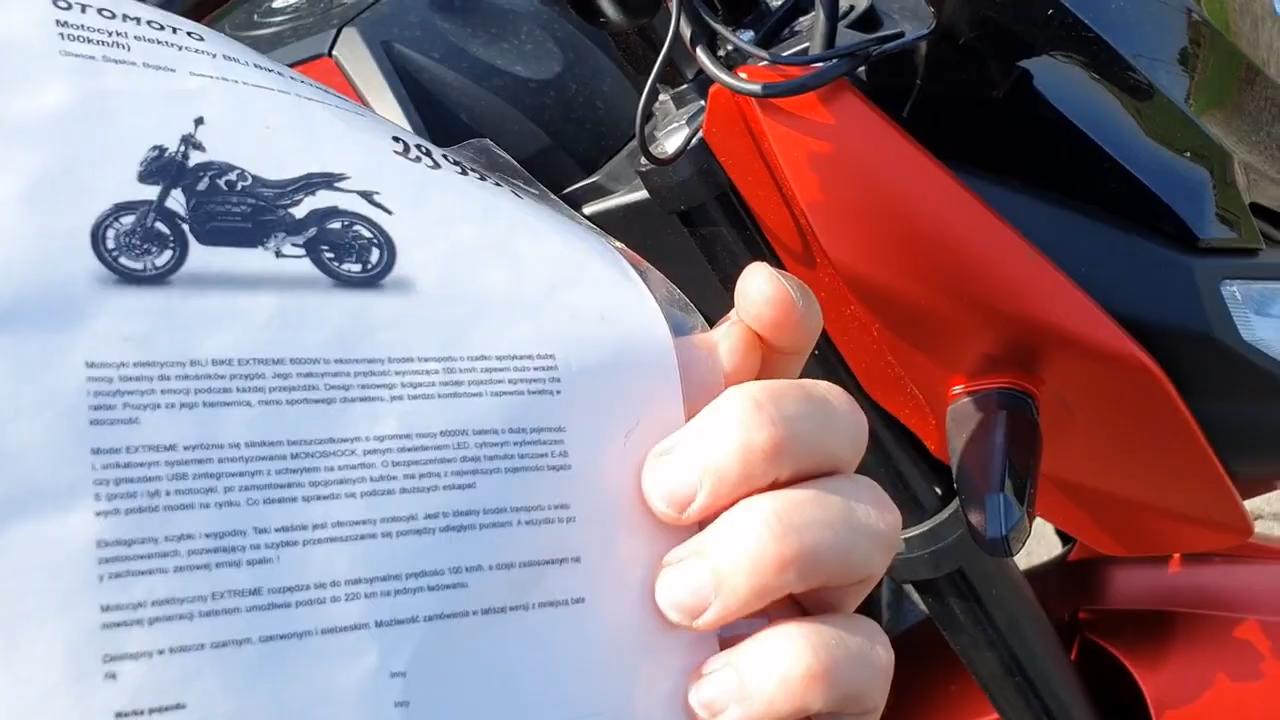 OTOMOTO
Motocykl elektryczny BILI BIKE
100km/h)
Gliwice, Śląskie, Bojków
29 9
Motocykl elektryczny BILI BIKE EXTREME 6000W to ekstremalny środek transportu o rzadko spotykanej dużej
mocy. Idealny dla miłośników przygód. Jego maksymalna prędkość wynosząca 100 km/h zapewni dużo wrażeń
i pozytywnych emocji podczas każdej przejażdżki. Design rasowego ścigacza nadaje pojazdowi agresywny cha
rakter. Pozycja za jego kierownicą, mimo sportowego charakteru, jest bardzo komfortowa i zapewnia świetną w
idoczność.
Model EXTREME wyróżnia się silnikiem bezszczotkowym o ogromnej mocy 6000W, baterią o dużej pojemnośc
i, unikatowym systemem amortyzowania MONOSHOCK, pełnym oświetleniem LED, cyfrowym wyświetlaczem
czy gniazdem USB zintegrowanym z uchwytem na smartfon. O bezpieczeństwo dbają hamulce tarczowe E-AB
S (przód i tył) a motocykl, po zamontowaniu opcjonalnych kufrów, ma jedną z największych pojemności bagażo
wych pośród modeli na rynku. Co idealnie sprawdzi się podczas dłuższych eskapad.
Ekologiczny, szybki i wygodny. Taki właśnie jest oferowany motocykl. Jest to idealny środek transportu o wielu
zastosowaniach, pozwalający na szybkie przemieszczanie się pomiędzy odległymi punktami. A wszystko to prz
y zachowaniu zerowej emisji spalin !
Motocykl elektryczny EXTREME rozpędza się do maksymalnej prędkości 100 km/h, a dzięki zastosowanym naj
nowszej generacji bateriom umożliwia podróż do 220 km na jednym ładowaniu.
Dostępny w kolorze czarnym, czerwonym i niebieskim. Możliwość zamówienia w tańszej wersji z mniejszą bate
rią
Inny
Marka pojazdu
Inny